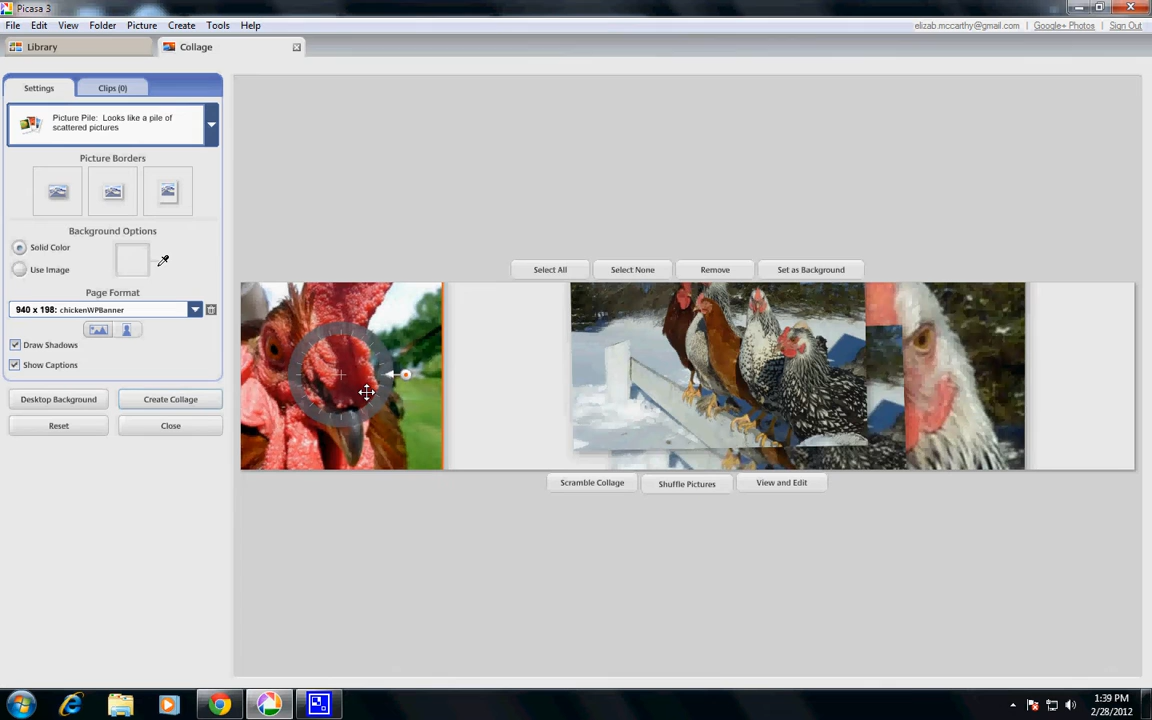 Picasa 3
File Edit View Folder Picture Create Tools Help
elizab.mccarthy@gmail.com Google+ Photos Sign Out
Library Collage
Settings Clips (0)
Picture Pile: Looks like a pile of
scattered pictures
Picture Borders
Background Options
Solid Color
Use Image
Page Format
940 x 198: chickenWPBanner
Draw Shadows
Show Captions
Desktop Background Create Collage
Reset Close
Select All Select None Remove Set as Background
Scramble Collage Shuffle Pictures View and Edit
1:39 PM
2/28/2012